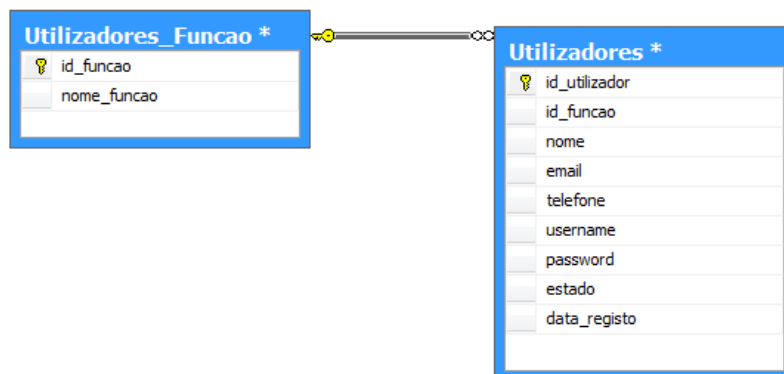 Utilizadores_Funcao *
id_funcao
nome_funcao
Utilizadores *
id_utilizador
id_funcao
nome
email
telefone
username
password
estado
data_registo